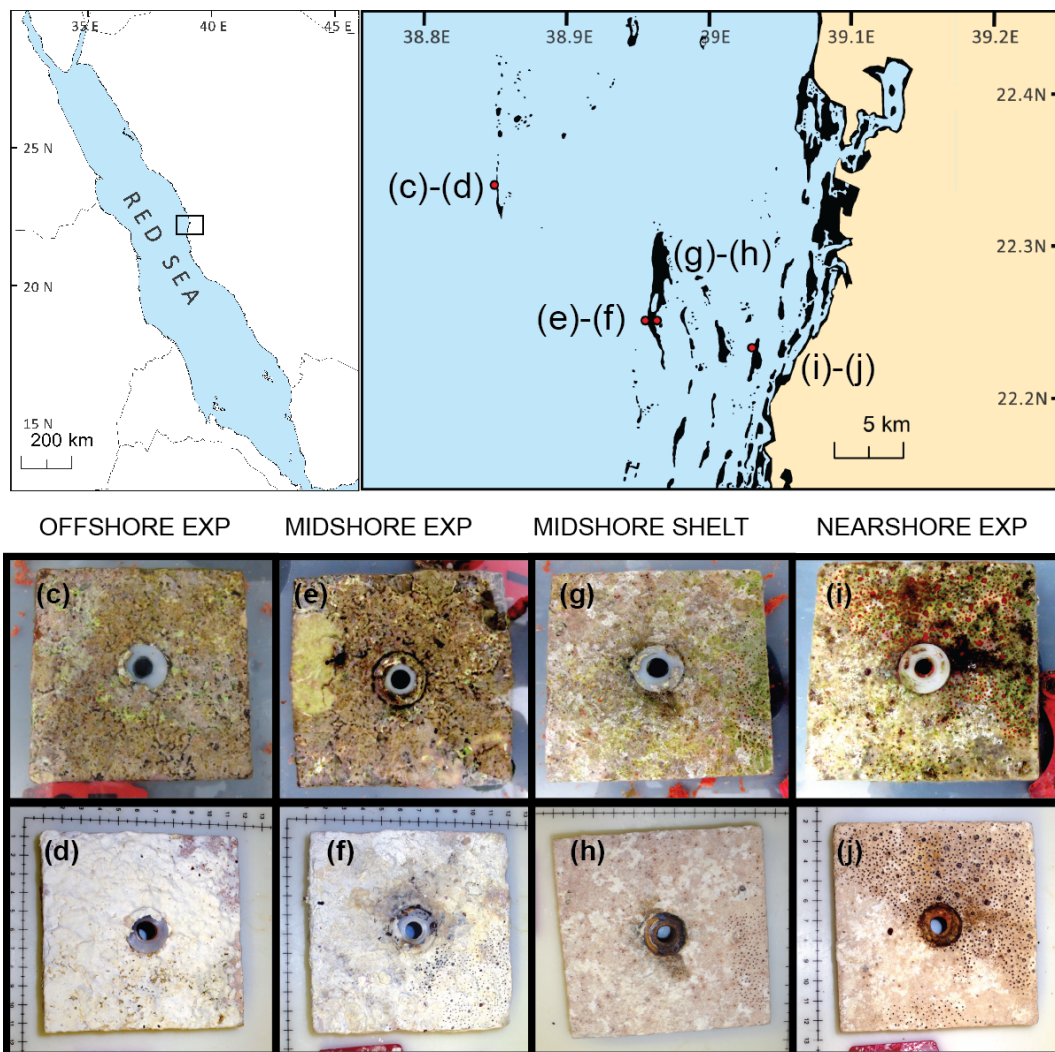 35 E 40 E 45 E
25 N
20 N
15 N
RED SEA
200 km
38.8E 38.9E 39E 39.1E 39.2E
22.4N
22.3N
22.2N
(c)-(d)
(g)-(h)
(e)-(f)
(i)-(j)
5 km
OFFSHORE EXP MIDSHORE EXP MIDSHORE SHELT NEARSHORE EXP
(c) (e) (g) (i)
(d) (f) (h) (j)